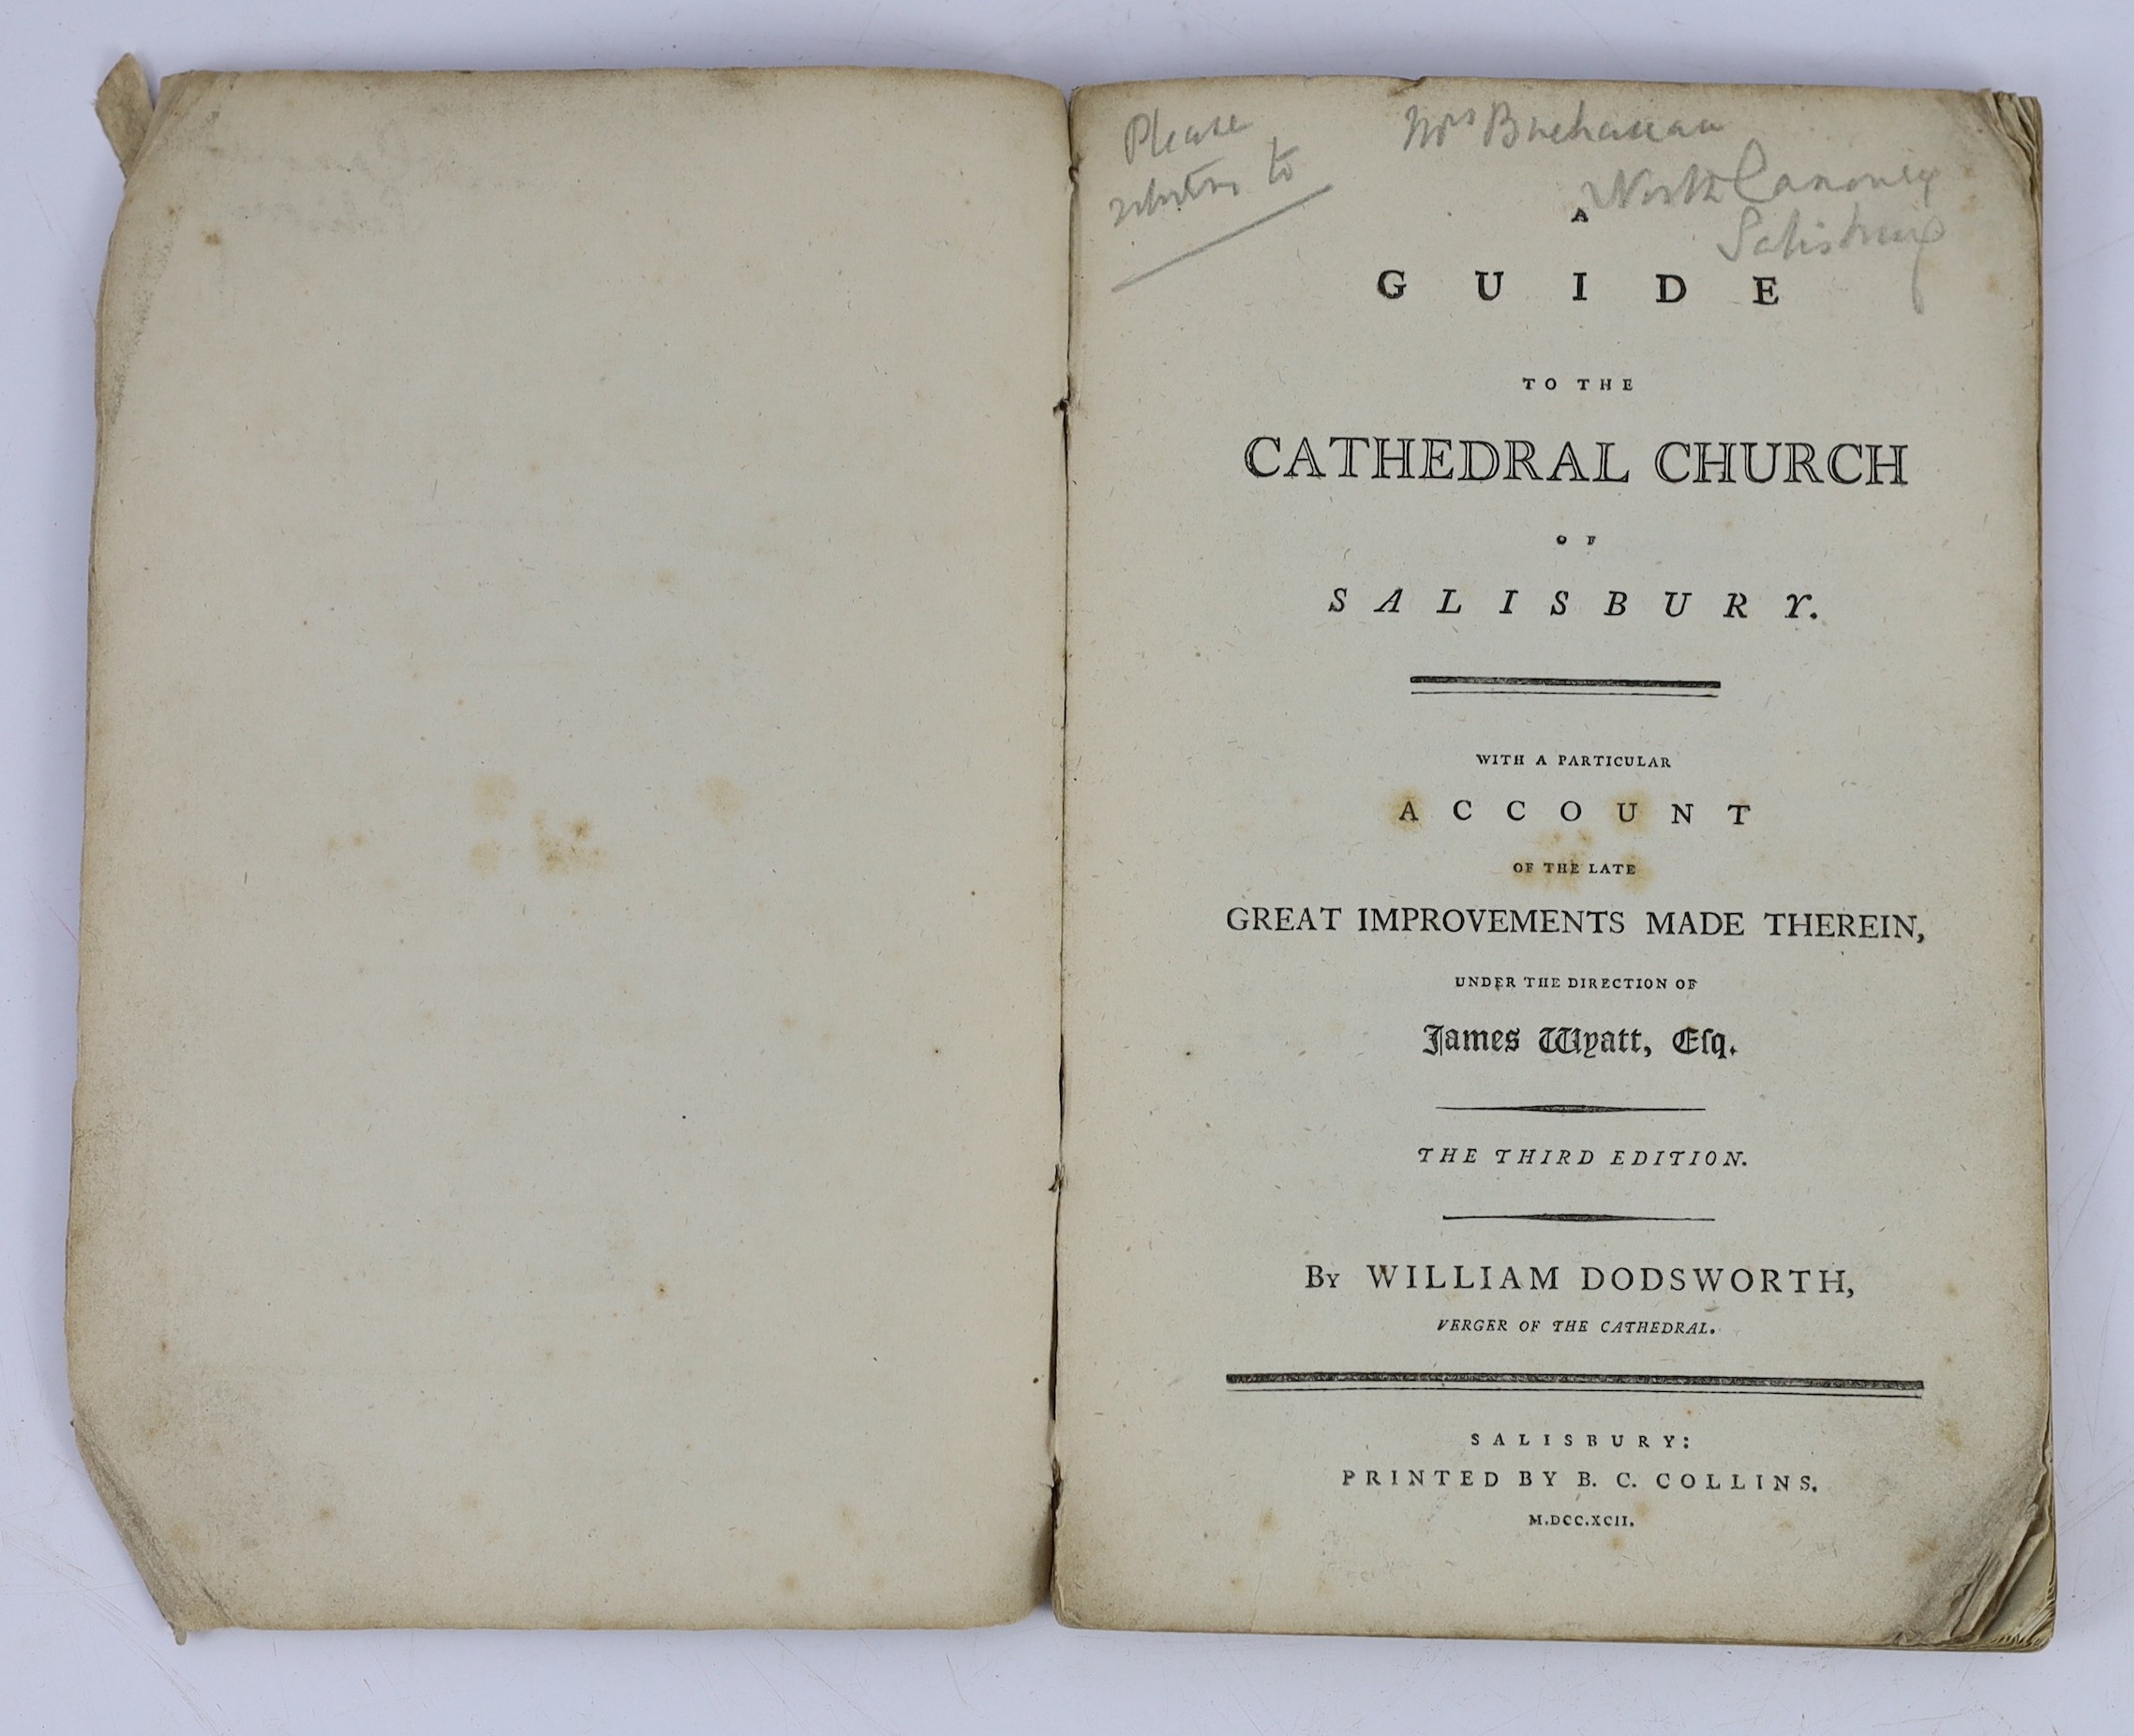 Please
return to
Mrs Buchanan
North Canonry
Salisbury
A
GUIDE
TO THE
CATHEDRAL CHURCH
OF
SALISBURY.
WITH A PARTICULAR
ACCOUNT
OF THE LATE
GREAT IMPROVEMENTS MADE THEREIN,
UNDER THE DIRECTION OF
James Wyatt, Eſq.
THE THIRD EDITION.
By WILLIAM DODSWORTH,
VERGER OF THE CATHEDRAL.
SALISBURY:
PRINTED BY B. C. COLLINS.
M.DCC.XCII.